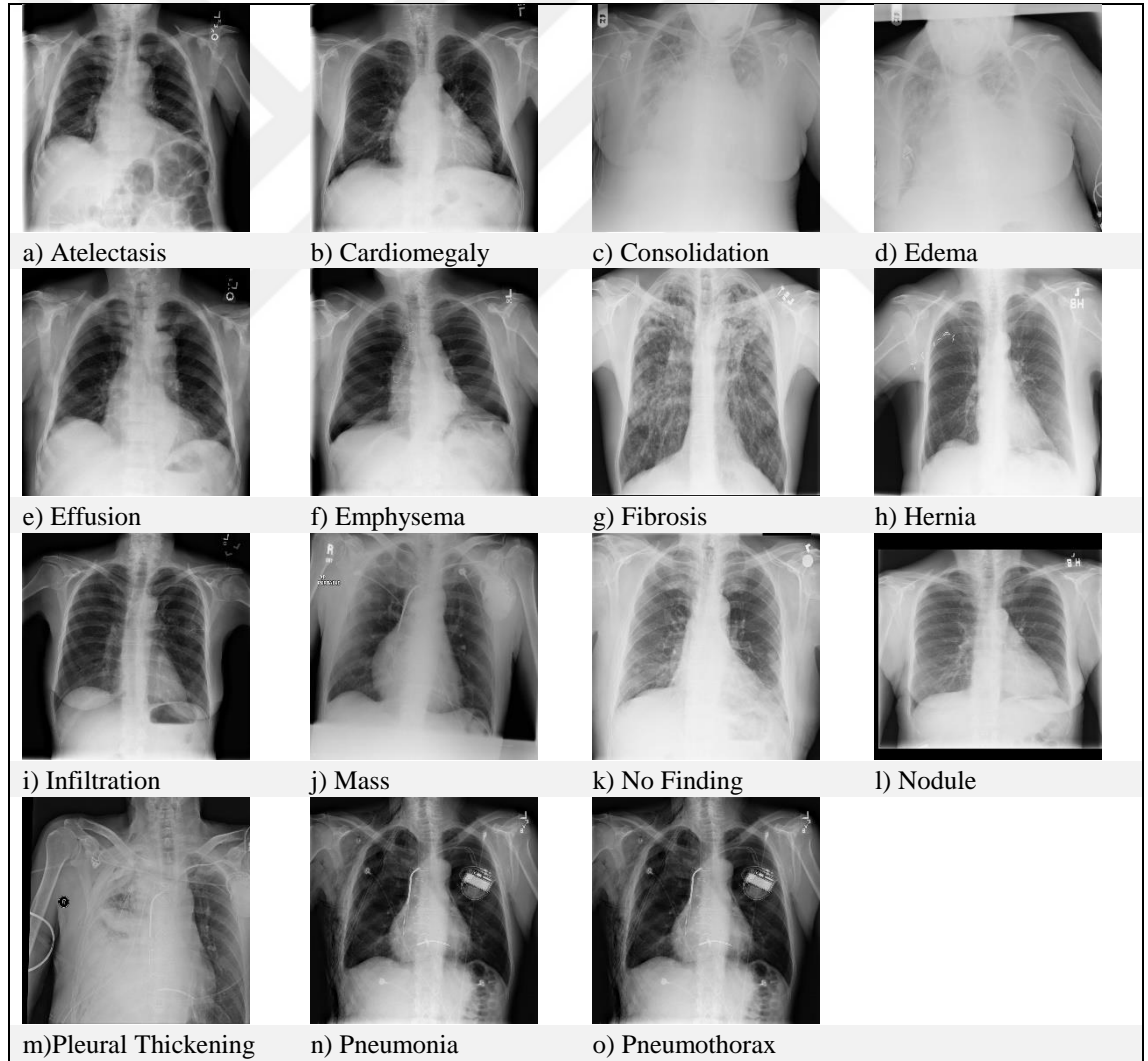 a) Atelectasis b) Cardiomegaly c) Consolidation d) Edema
e) Effusion f) Emphysema g) Fibrosis h) Hernia
i) Infiltration j) Mass k) No Finding l) Nodule
m)Pleural Thickening n) Pneumonia o) Pneumothorax